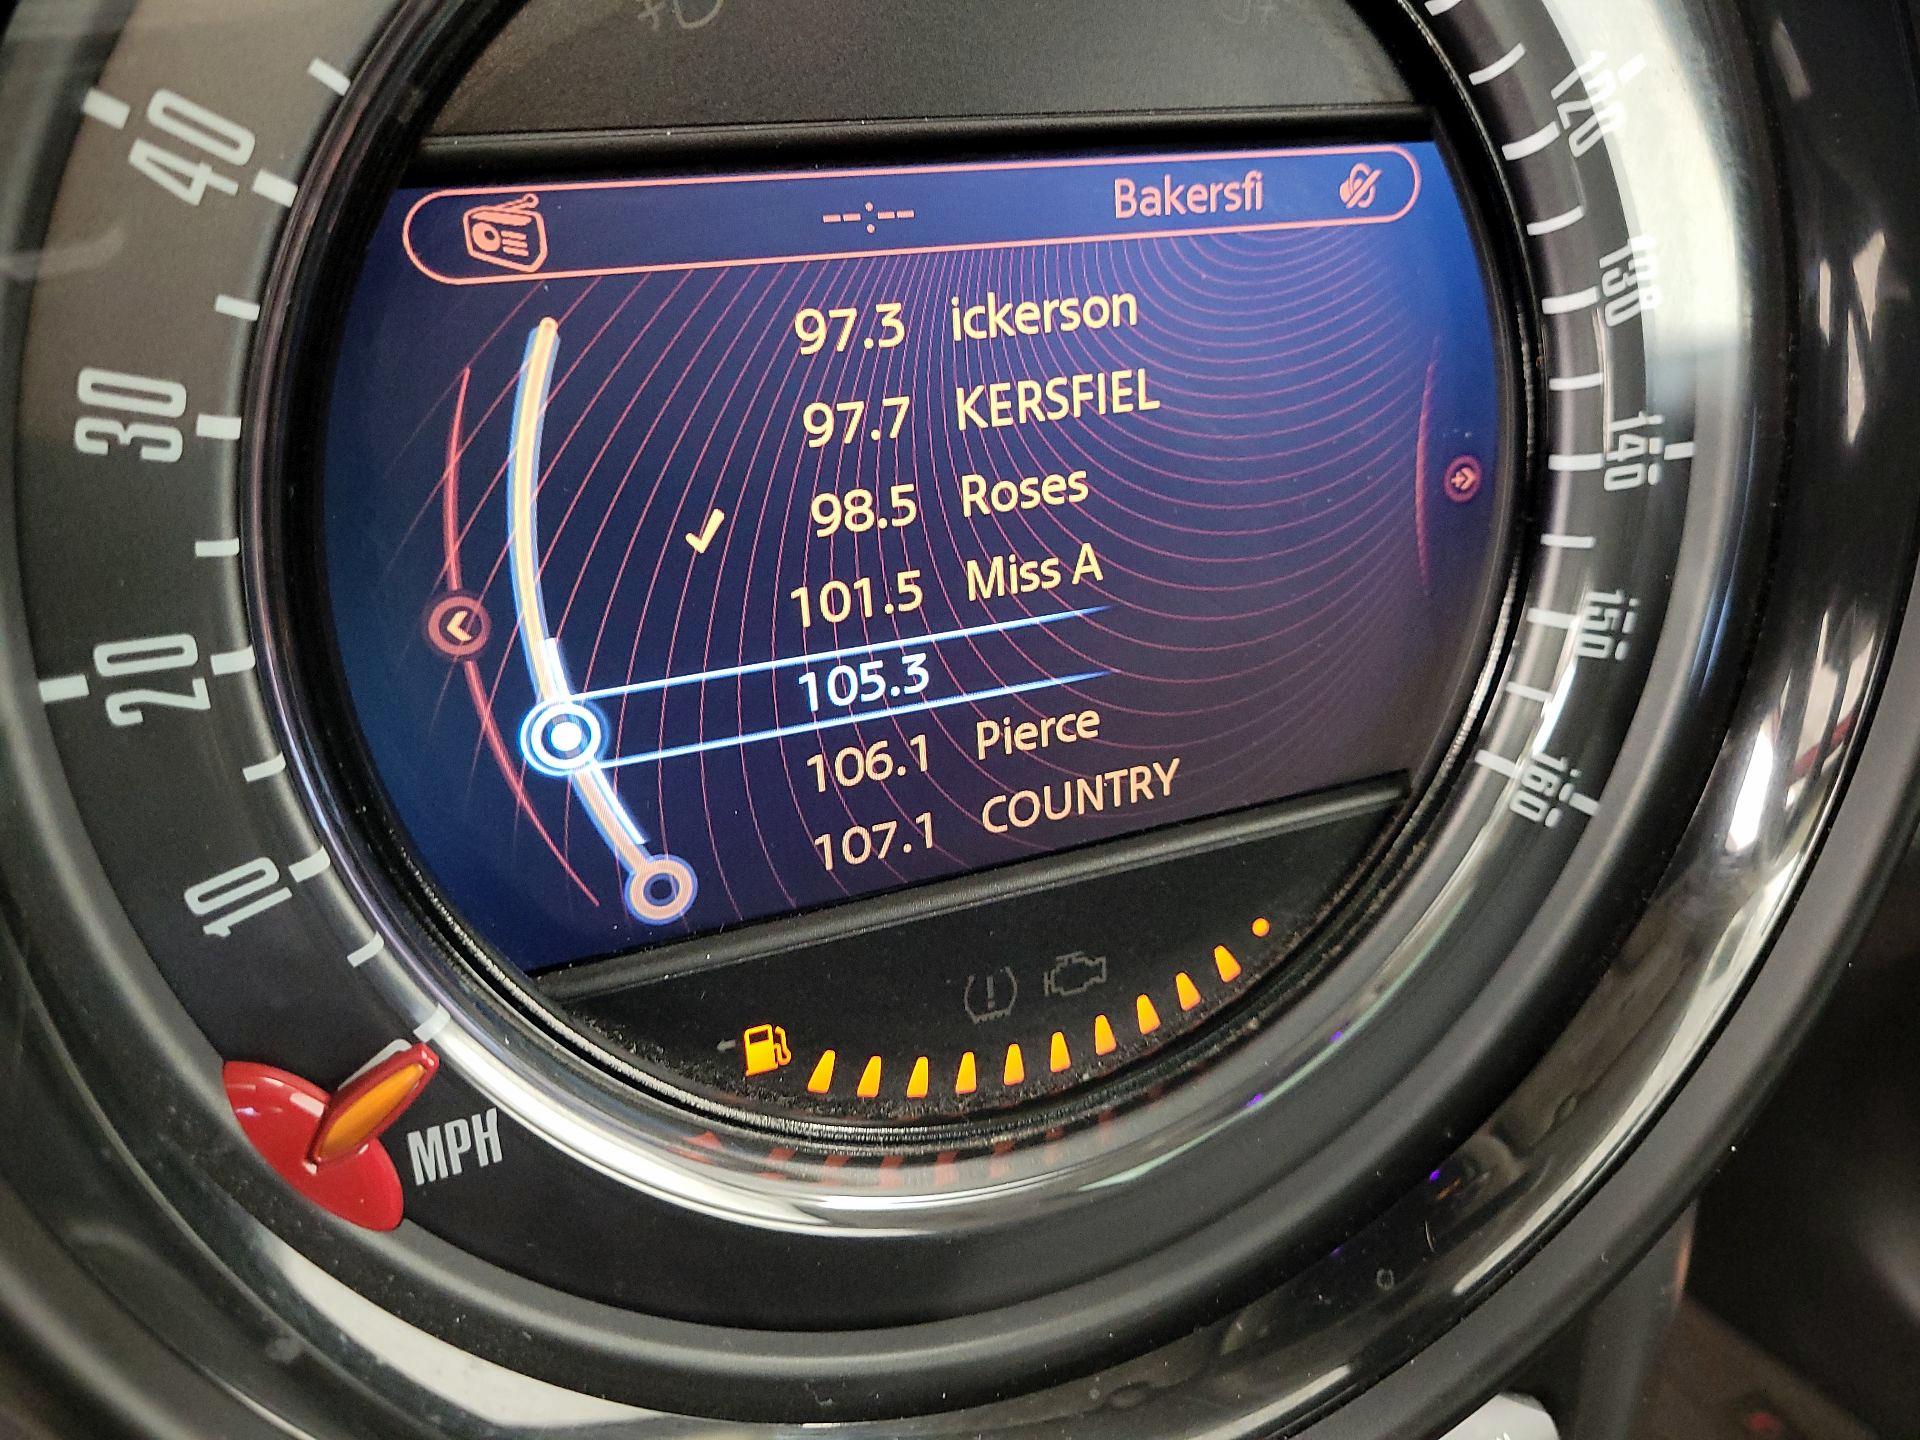 --:-- Bakersfi
97.3 ickerson
97.7 KERSFIEL
98.5 Roses
101.5 Miss A
105.3
106.1 Pierce
107.1 COUNTRY
40
30
20
10
0
MPH
120
130
140
150
160